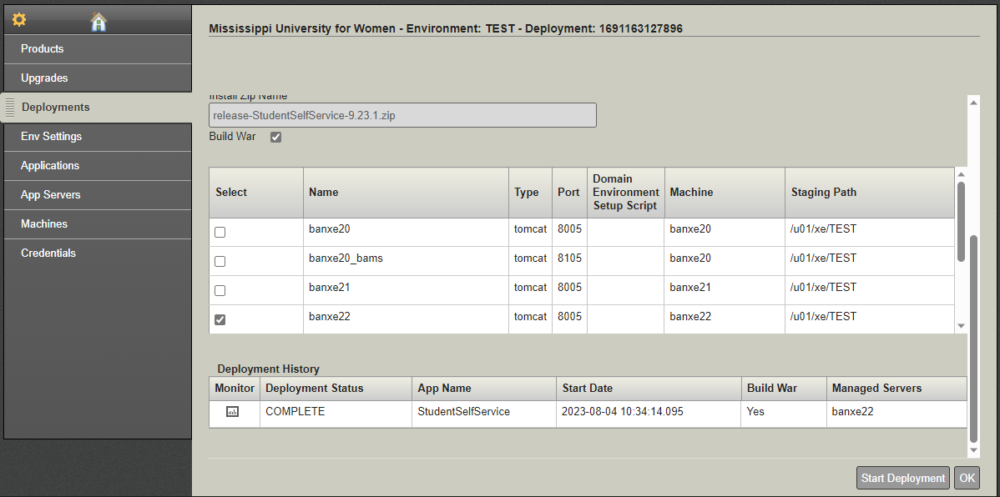 Mississippi University for Women - Environment: TEST - Deployment: 1691163127896
Products
Upgrades
Deployments
Env Settings
Applications
App Servers
Machines
Credentials
Install Zip Name
release-StudentSelfService-9.23.1.zip
Build War
Select Name Type Port Domain Environment Setup Script Machine Staging Path
banxe20 tomcat 8005 banxe20 /u01/xe/TEST
banxe20_bams tomcat 8105 banxe20 /u01/xe/TEST
banxe21 tomcat 8005 banxe21 /u01/xe/TEST
banxe22 tomcat 8005 banxe22 /u01/xe/TEST
Deployment History
Monitor Deployment Status App Name Start Date Build War Managed Servers
COMPLETE StudentSelfService 2023-08-04 10:34:14.095 Yes banxe22
Start Deployment OK